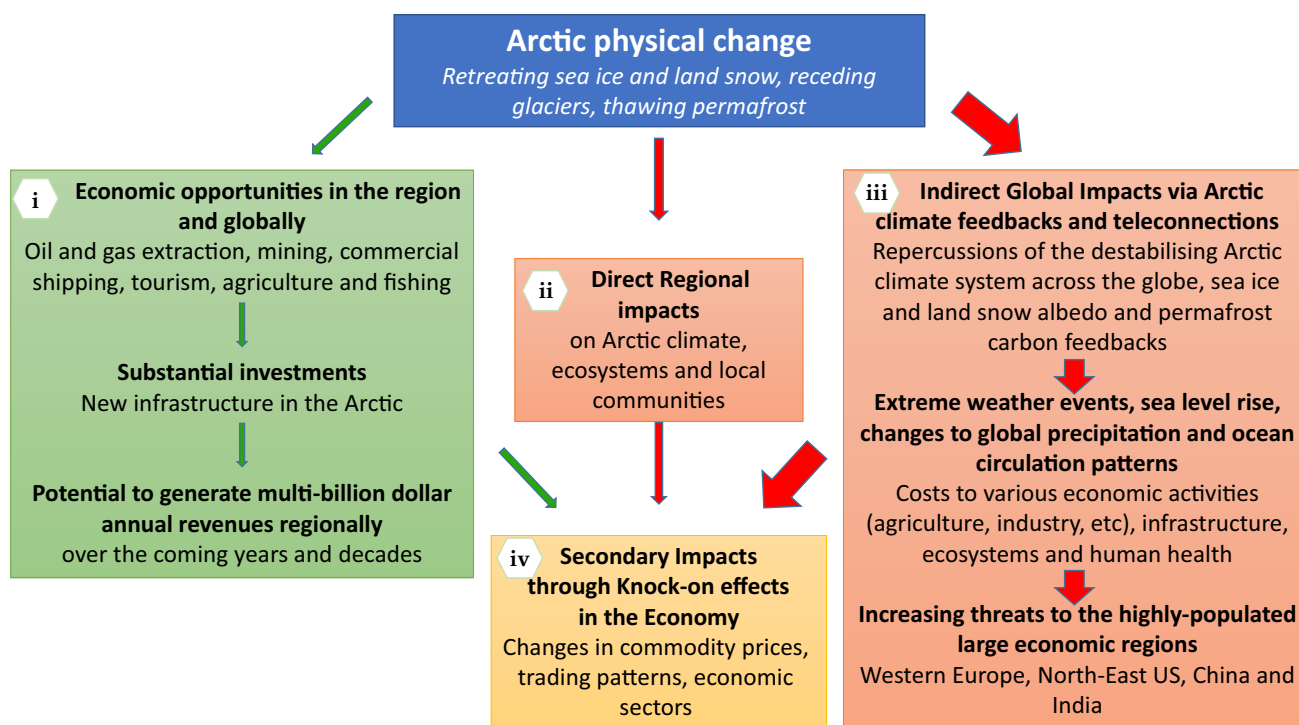 Arctic physical change
Retreating sea ice and land snow, receding
glaciers, thawing permafrost
i
Economic opportunities in the region
and globally
Oil and gas extraction, mining, commercial
shipping, tourism, agriculture and fishing
Substantial investments
New infrastructure in the Arctic
Potential to generate multi-billion dollar
annual revenues regionally
over the coming years and decades
ii
Direct Regional
impacts
on Arctic climate,
ecosystems and local
communities
iii
Indirect Global Impacts via Arctic
climate feedbacks and teleconnections
Repercussions of the destabilising Arctic
climate system across the globe, sea ice
and land snow albedo and permafrost
carbon feedbacks
Extreme weather events, sea level rise,
changes to global precipitation and ocean
circulation patterns
Costs to various economic activities
(agriculture, industry, etc), infrastructure,
ecosystems and human health
Increasing threats to the highly-populated
large economic regions
Western Europe, North-East US, China and
India
iv
Secondary Impacts
through Knock-on effects
in the Economy
Changes in commodity prices,
trading patterns, economic
sectors